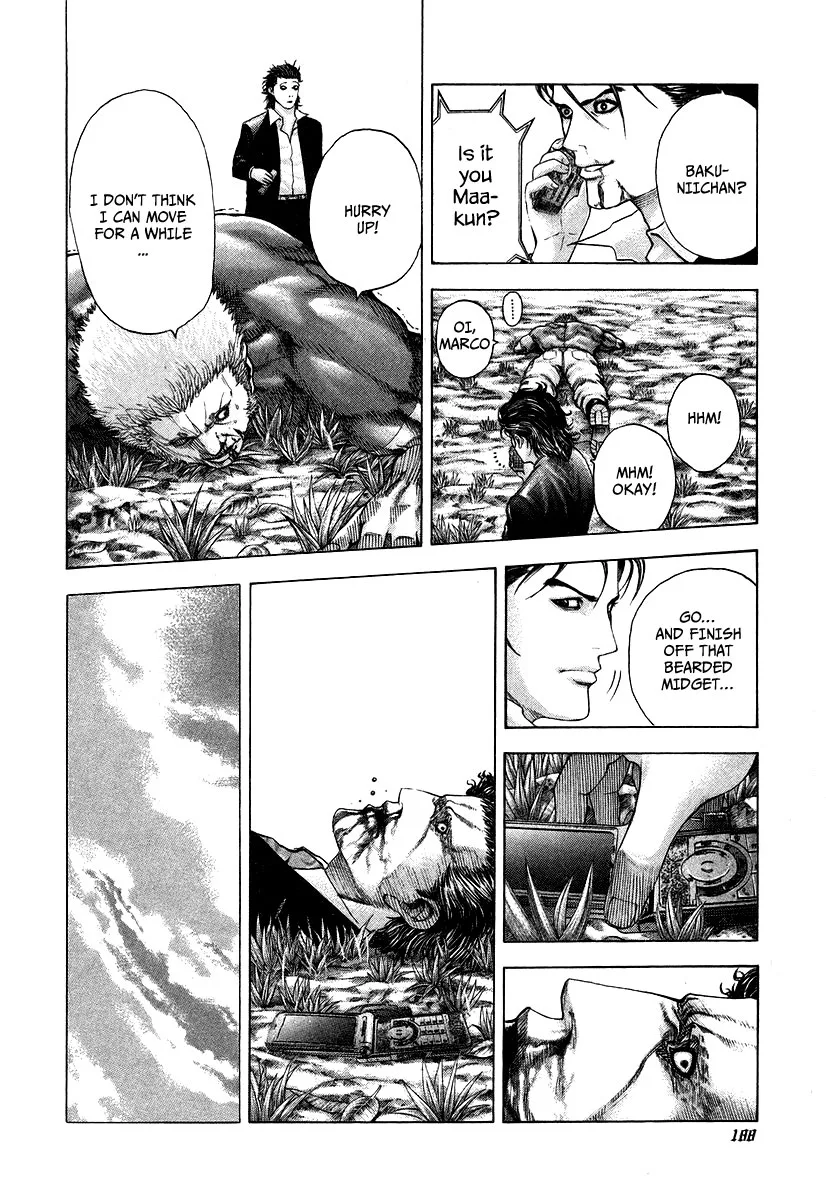 BAKU-
NIICHAN?
Is it
you
Maa-
kun?
HURRY
UP!
I DON'T THINK
I CAN MOVE
FOR A WHILE
...
......
OI,
MARCO
HHM!
MHM!
OKAY!
GO...
AND FINISH
OFF THAT
BEARDED
MIDGET...
188